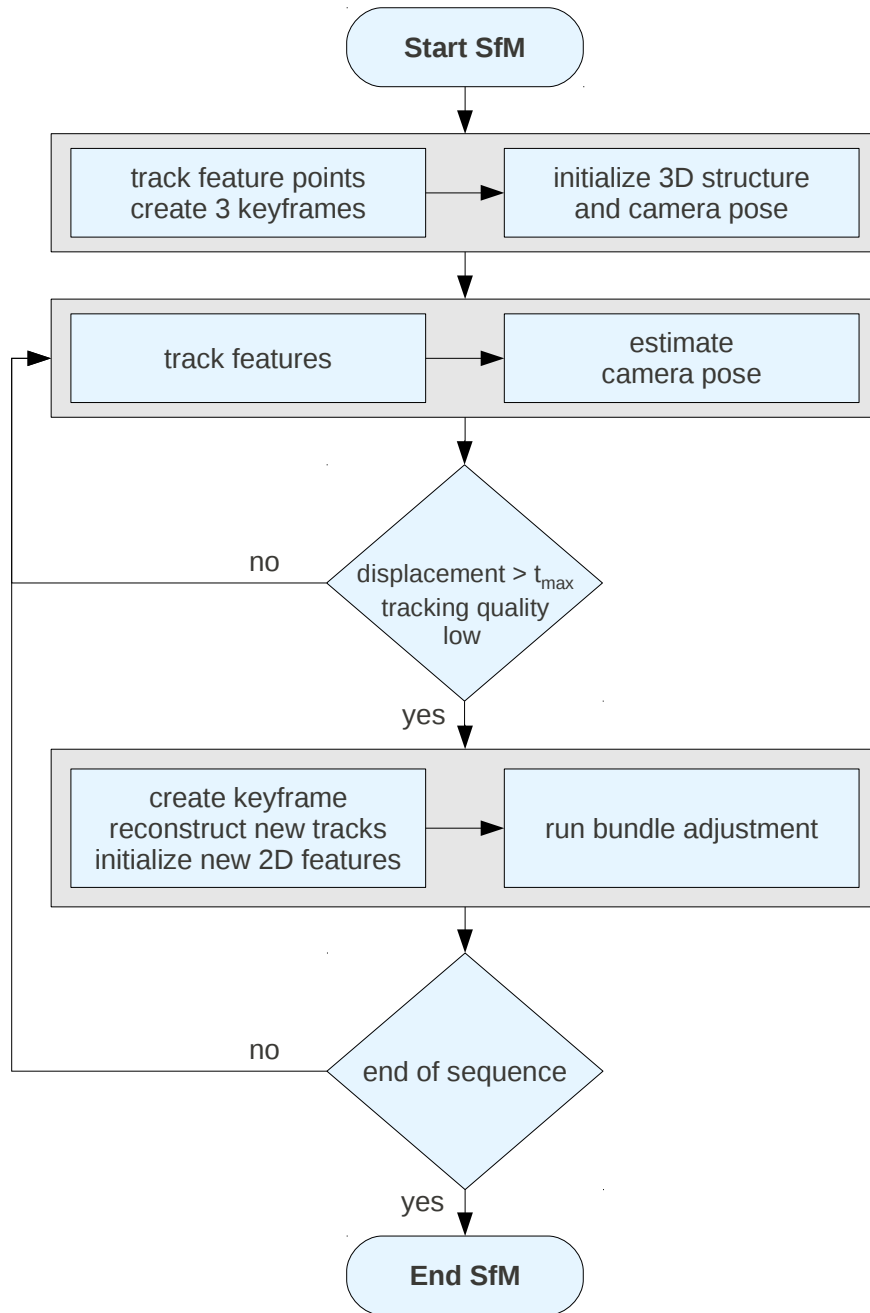 Start SfM
track feature points
create 3 keyframes
initialize 3D structure
and camera pose
track features
estimate
camera pose
no
displacement > tmax
tracking quality
low
yes
create keyframe
reconstruct new tracks
initialize new 2D features
run bundle adjustment
no
end of sequence
yes
End SfM